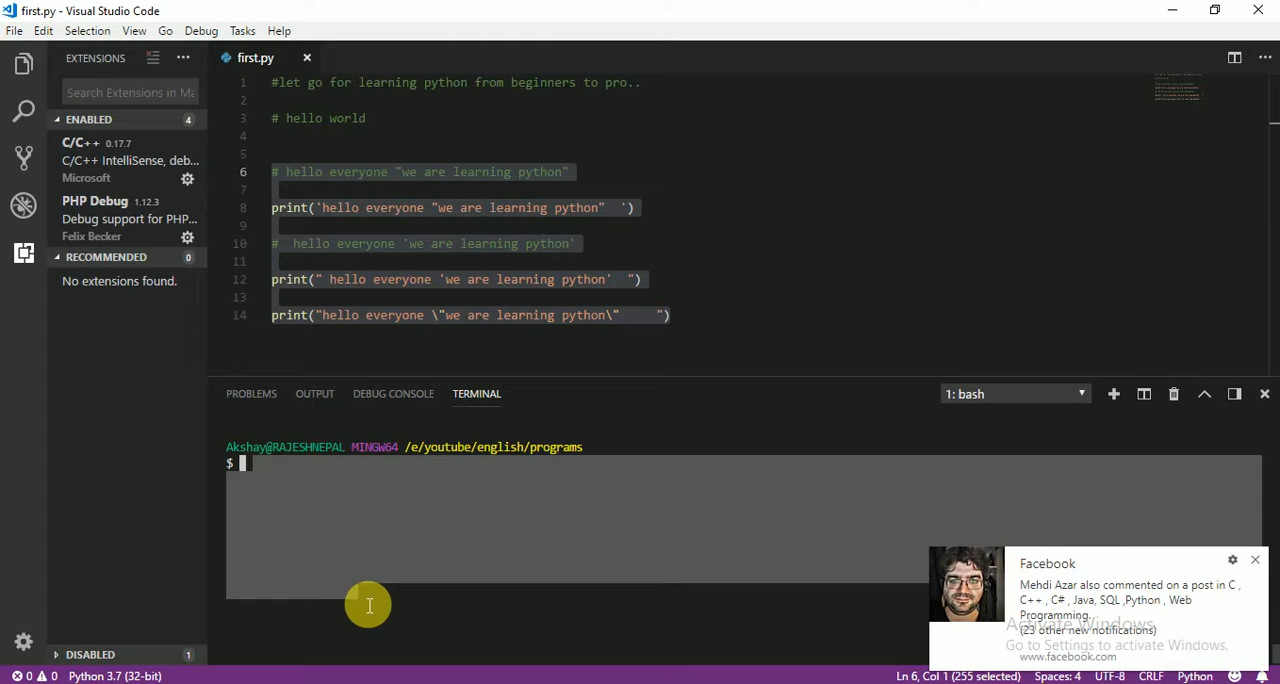 first.py - Visual Studio Code
File Edit Selection View Go Debug Tasks Help
EXTENSIONS
Search Extensions in Ma
ENABLED 4
C/C++ 0.17.7
C/C++ IntelliSense, deb...
Microsoft
PHP Debug 1.12.3
Debug support for PHP...
Felix Becker
RECOMMENDED 0
No extensions found.
DISABLED 1
first.py
1 #let go for learning python from beginners to pro..
2
3 # hello world
4
5
6 # hello everyone "we are learning python"
7
8 print('hello everyone "we are learning python"  ')
9
10 #  hello everyone 'we are learning python'
11
12 print(" hello everyone 'we are learning python'  ")
13
14 print("hello everyone \"we are learning python\"     ")
PROBLEMS OUTPUT DEBUG CONSOLE TERMINAL
1: bash
Akshay@RAJESHNEPAL MINGW64 /e/youtube/english/programs
$
Facebook
Mehdi Azar also commented on a post in C ,
C++ , C# , Java, SQL ,Python , Web
Programming.
(23 other new notifications)
www.facebook.com
Activate Windows
Go to Settings to activate Windows.
0 0 Python 3.7 (32-bit)
Ln 6, Col 1 (255 selected) Spaces: 4 UTF-8 CRLF Python